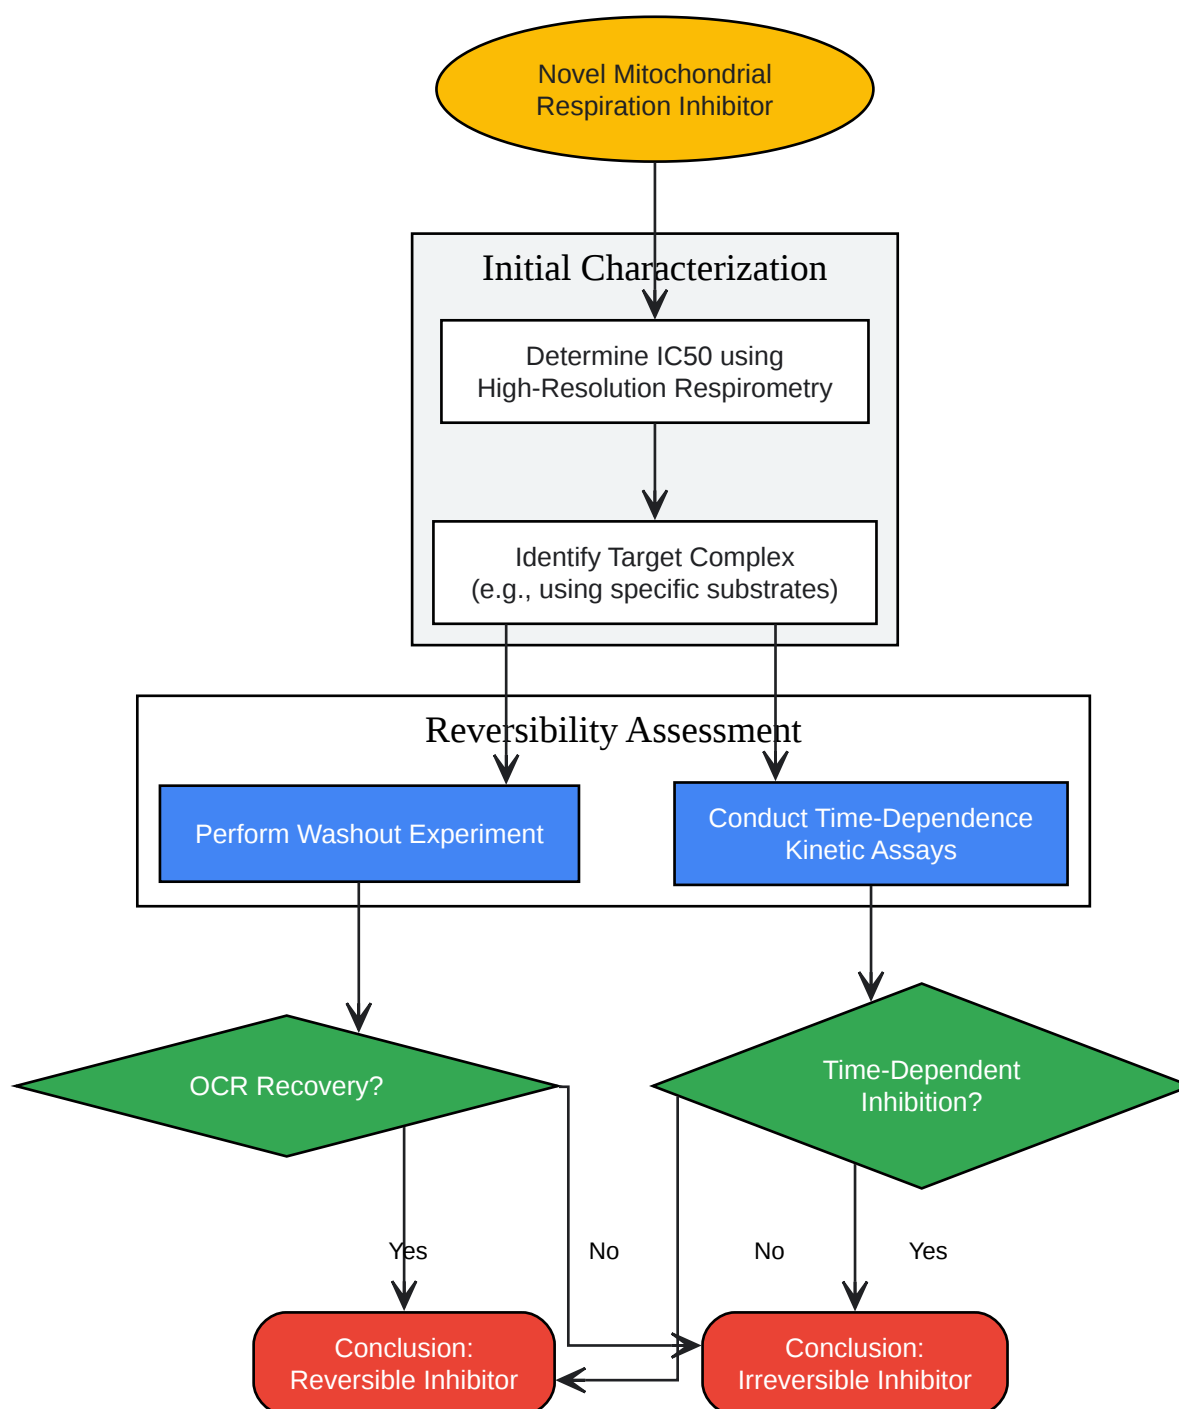 Novel Mitochondrial
Respiration Inhibitor
Initial Characterization
Determine IC50 using
High-Resolution Respirometry
Identify Target Complex
(e.g., using specific substrates)
Reversibility Assessment
Perform Washout Experiment
Conduct Time-Dependence
Kinetic Assays
OCR Recovery?
Time-Dependent
Inhibition?
Yes
No
No
Yes
Conclusion:
Reversible Inhibitor
Conclusion:
Irreversible Inhibitor